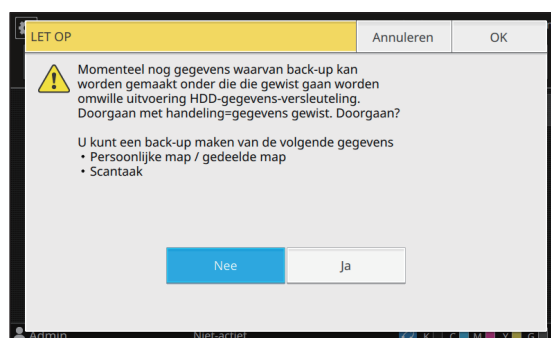 LET OP
Annuleren
OK
Momenteel nog gegevens waarvan back-up kan
worden gemaakt onder die die gewist gaan worden
omwille uitvoering HDD-gegevens-versleuteling.
Doorgaan met handeling=gegevens gewist. Doorgaan?
U kunt een back-up maken van de volgende gegevens
• Persoonlijke map / gedeelde map
• Scantaak
Nee
Ja
Admin
Niet-actief
K
C
M
Y
G